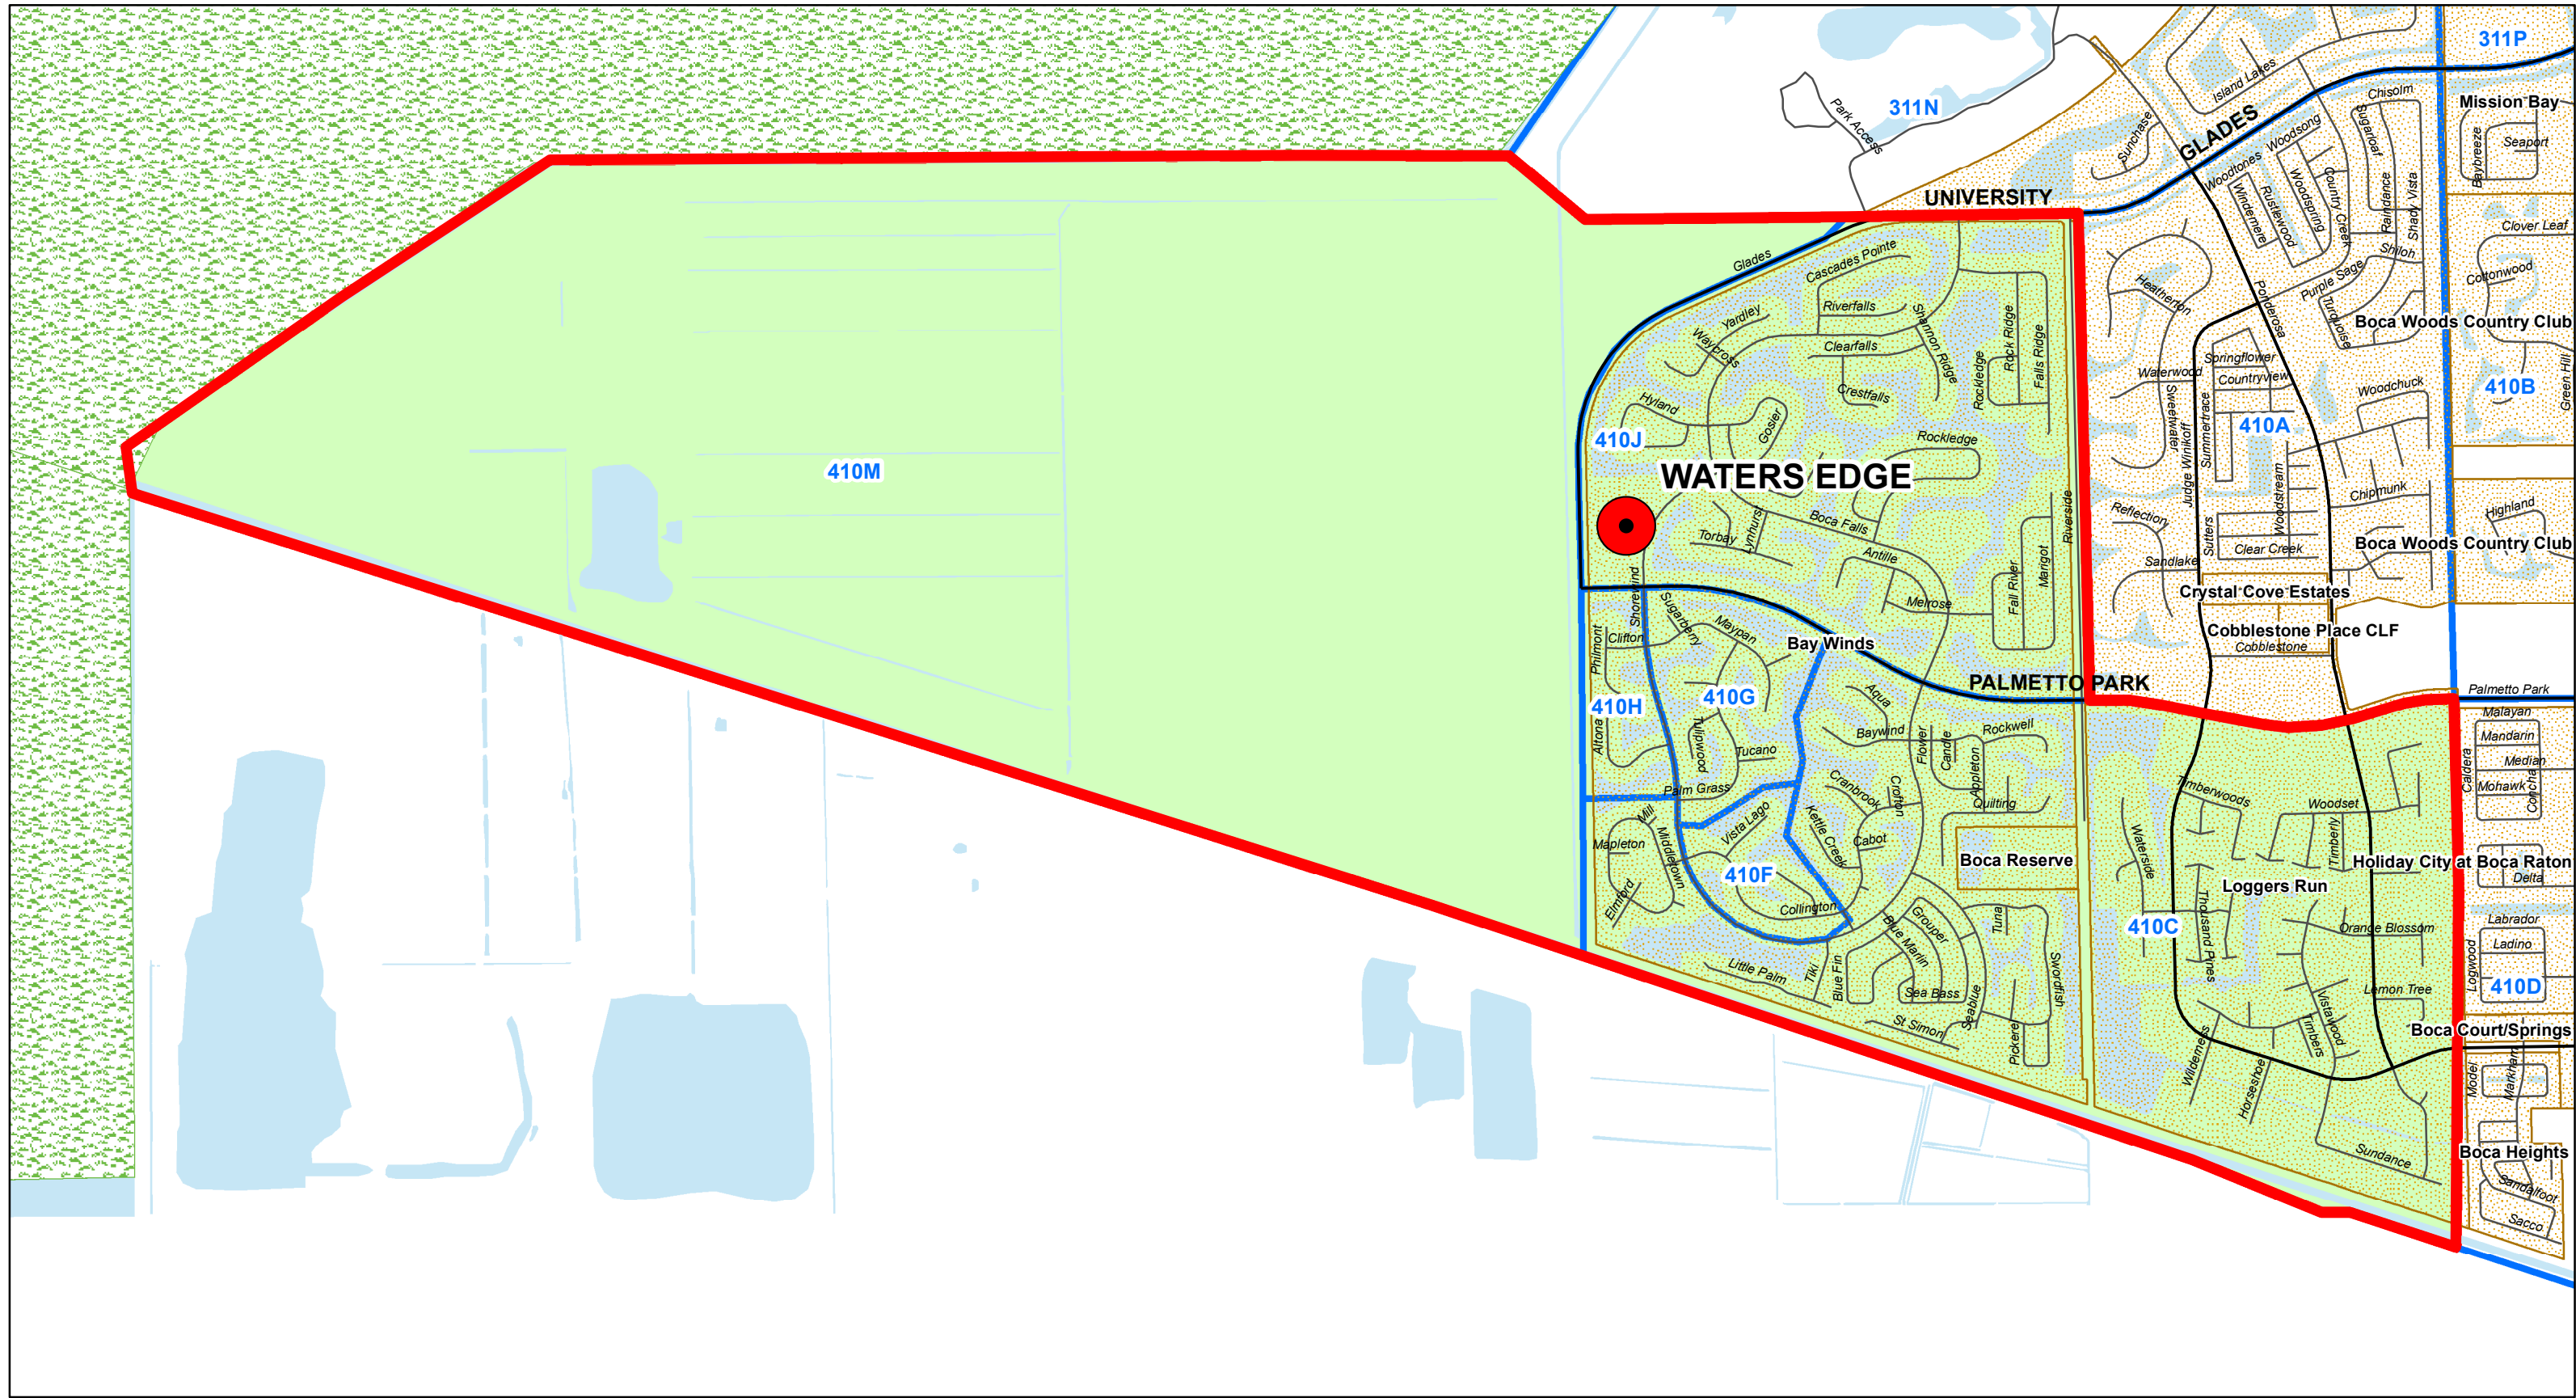 311P
Mission Bay
Island Lakes
Chisolm
Park Access
311N
GLADES
Sunchase
Woodtones
Woodsong
Sugarloaf
Baybreeze
Seaport
UNIVERSITY
Windermere
Rustlewood
Woodspring
Country Creek
Raindance
Shady Vista
Clover Leaf
Glades
Cascades Pointe
Shiloh
Purple Sage
Cottonwood
Heatherton
Ponderosa
Turquoise
Boca Woods Country Club
Yardley
Riverfalls
Shannon Ridge
Rock Ridge
Falls Ridge
Waycross
Clearfalls
Rockledge
Springflower
Waterwood
Countryview
Woodchuck
410B
Green Hill
Crestfalls
Hyland
Gosler
Sweetwater
Summertrace
410A
410J
Rockledge
Judge Winikoff
410M
WATERS EDGE
Woodstream
Chipmunk
Highland
Riverside
Reflection
Sutters
Torbay
Lynhurst
Boca Falls
Antille
Marigot
Fall River
Clear Creek
Boca Woods Country Club
Sandlake
Crystal Cove Estates
Shorewind
Sugarberry
Melrose
Maypan
Clifton
Philmont
Bay Winds
Cobblestone Place CLF
Cobblestone
PALMETTO PARK
Palmetto Park
410H
410G
Aqua
Malayan
Altona
Tulipwood
Tucano
Baywind
Flower
Candle
Rockwell
Mandarin
Median
Caldera
Mohawk
Concha
Palm Grass
Cranbrook
Crofton
Appleton
Quilting
Timberwoods
Woodset
Mill
Vista Lago
Kettle Creek
Cabot
Mapleton
Middletown
Waterside
Timberly
Boca Reserve
Holiday City at Boca Raton
Delta
410F
Loggers Run
Elmford
Collington
Thousand Pines
Grouper
Blue Marlin
Tuna
410C
Orange Blossom
Labrador
Ladino
Little Palm
Tiki
Blue Fin
Sea Bass
Seablue
Swordfish
Logwood
410D
Lemon Tree
Vistawood
St Simon
Pickerel
Timbers
Boca Court/Springs
Wilderness
Horseshoe
Model
Markham
Sundance
Boca Heights
Sandalfoot
Sacco